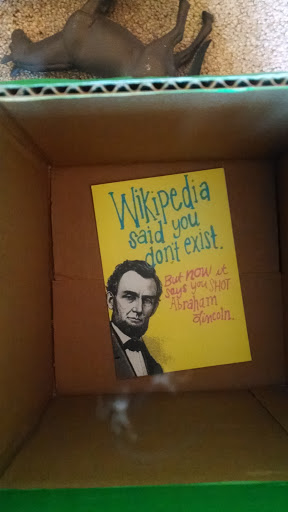 Wikipedia
said you
dont exist.
But now it
says you SHOT
Abraham
Lincoln.